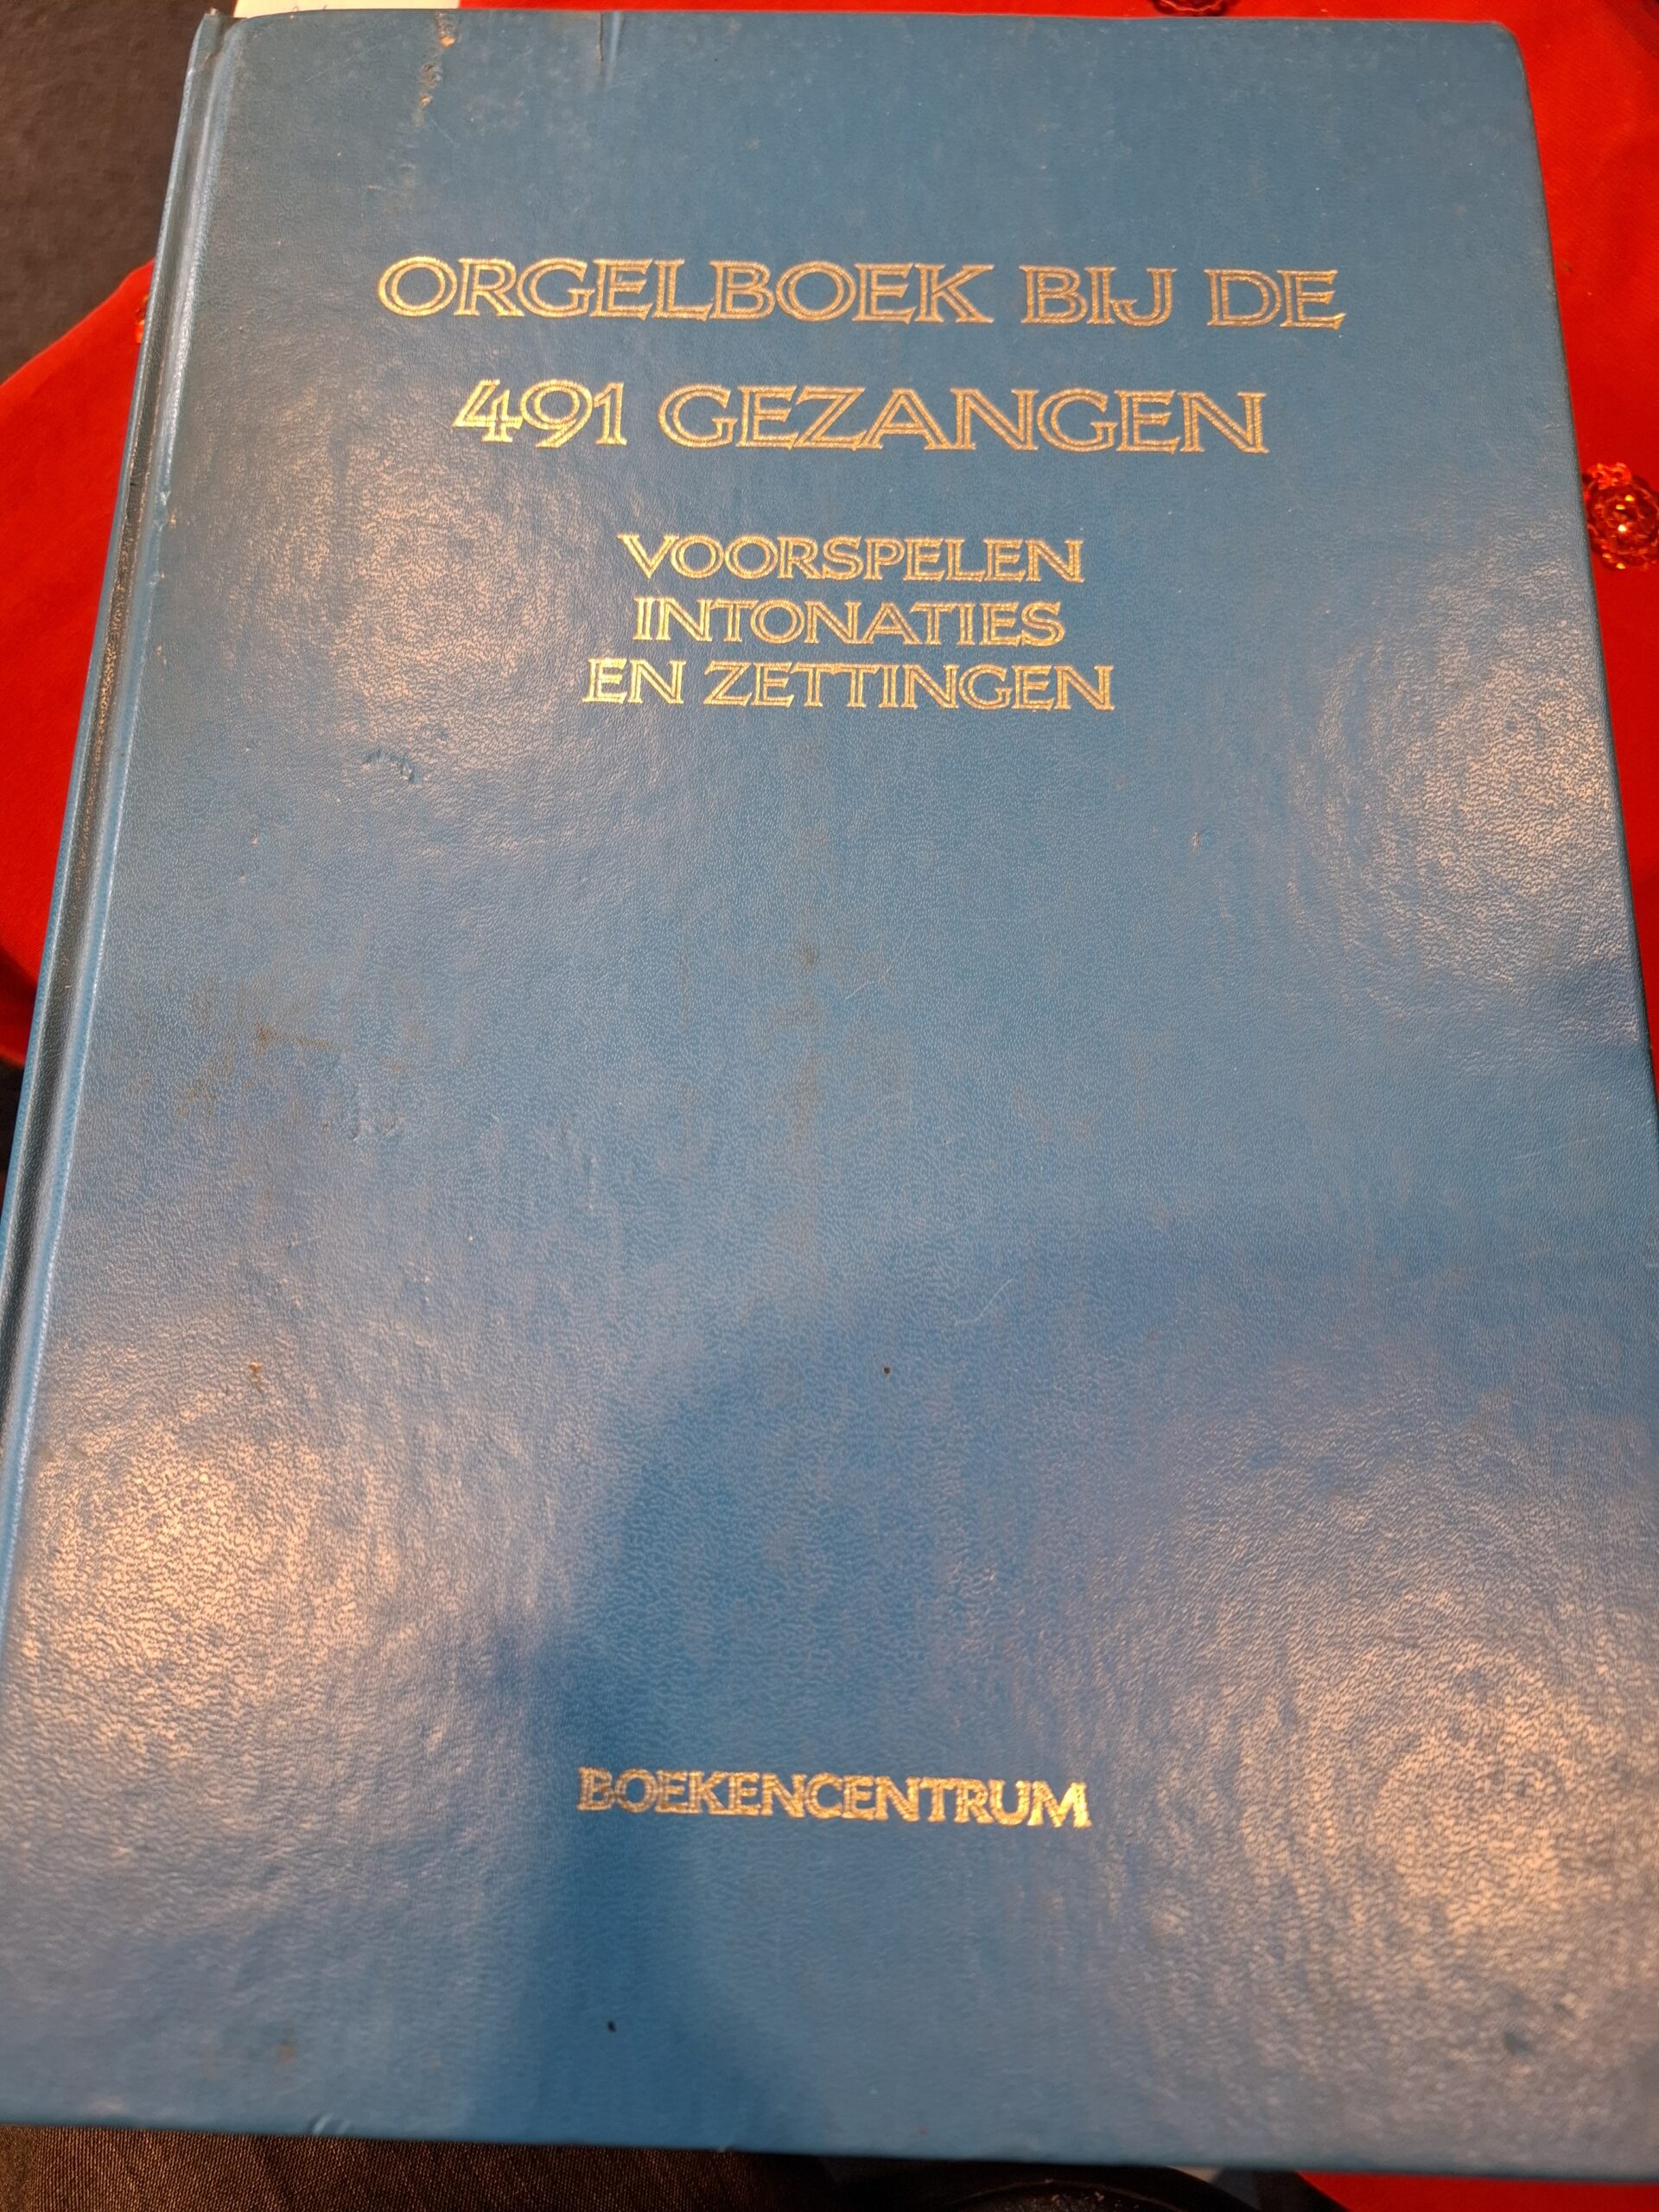 ORGELBOEK BIJ DE
491 GEZANGEN
VOORSPELEN
INTONATIES
EN ZETTINGEN
BOEKENCENTRUM